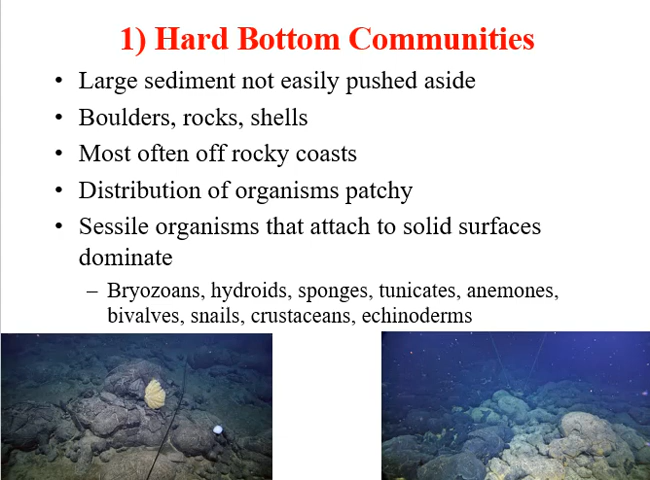 1) Hard Bottom Communities
• Large sediment not easily pushed aside
• Boulders, rocks, shells
• Most often off rocky coasts
• Distribution of organisms patchy
• Sessile organisms that attach to solid surfaces
dominate
– Bryozoans, hydroids, sponges, tunicates, anemones,
bivalves, snails, crustaceans, echinoderms